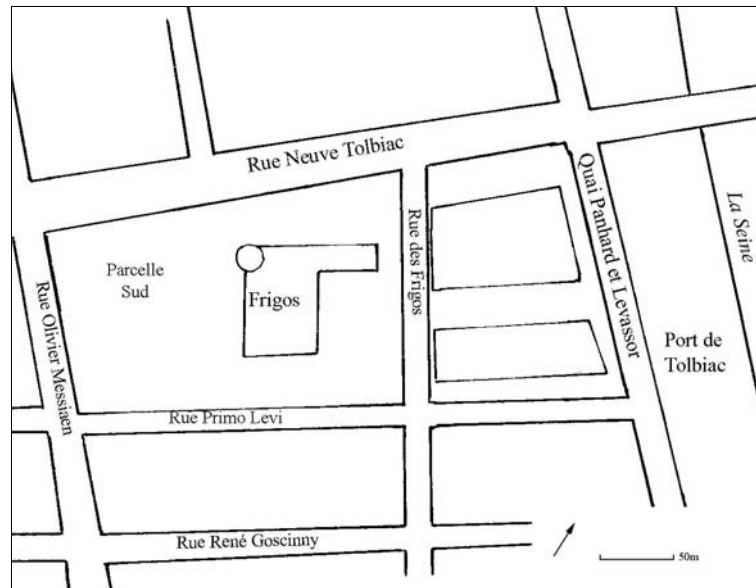 Rue Neuve Tolbiac
Quai Panhard et Levassor
La Seine
Rue des Frigos
Parcelle
Sud
Frigos
Rue Olivier Messiaen
Port de
Tolbiac
Rue Primo Levi
Rue René Goscinny
50m